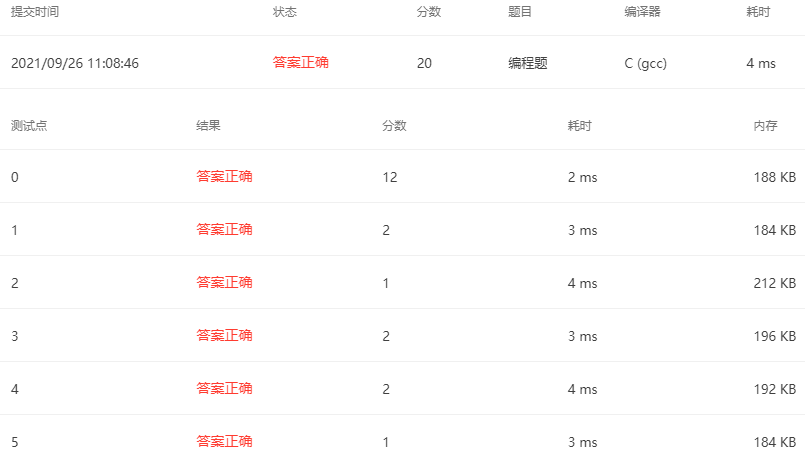 提交时间 状态 分数 题目 编译器 耗时
2021/09/26 11:08:46 答案正确 20 编程题 C (gcc) 4 ms
测试点 结果 分数 耗时 内存
0 答案正确 12 2 ms 188 KB
1 答案正确 2 3 ms 184 KB
2 答案正确 1 4 ms 212 KB
3 答案正确 2 3 ms 196 KB
4 答案正确 2 4 ms 192 KB
5 答案正确 1 3 ms 184 KB